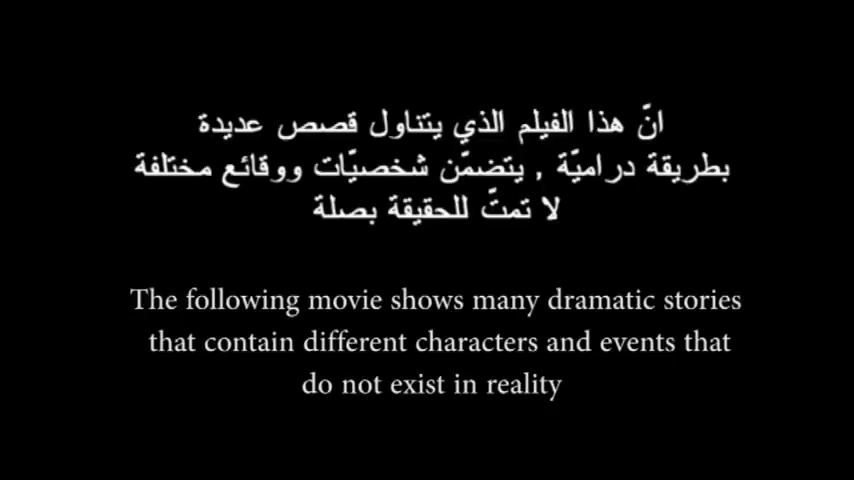 انّ هذا الفيلم الذي يتناول قصص عديدة
بطريقة دراميّة , يتضمّن شخصيّات ووقائع مختلفة
لا تمتّ للحقيقة بصلة
The following movie shows many dramatic stories
that contain different characters and events that
do not exist in reality